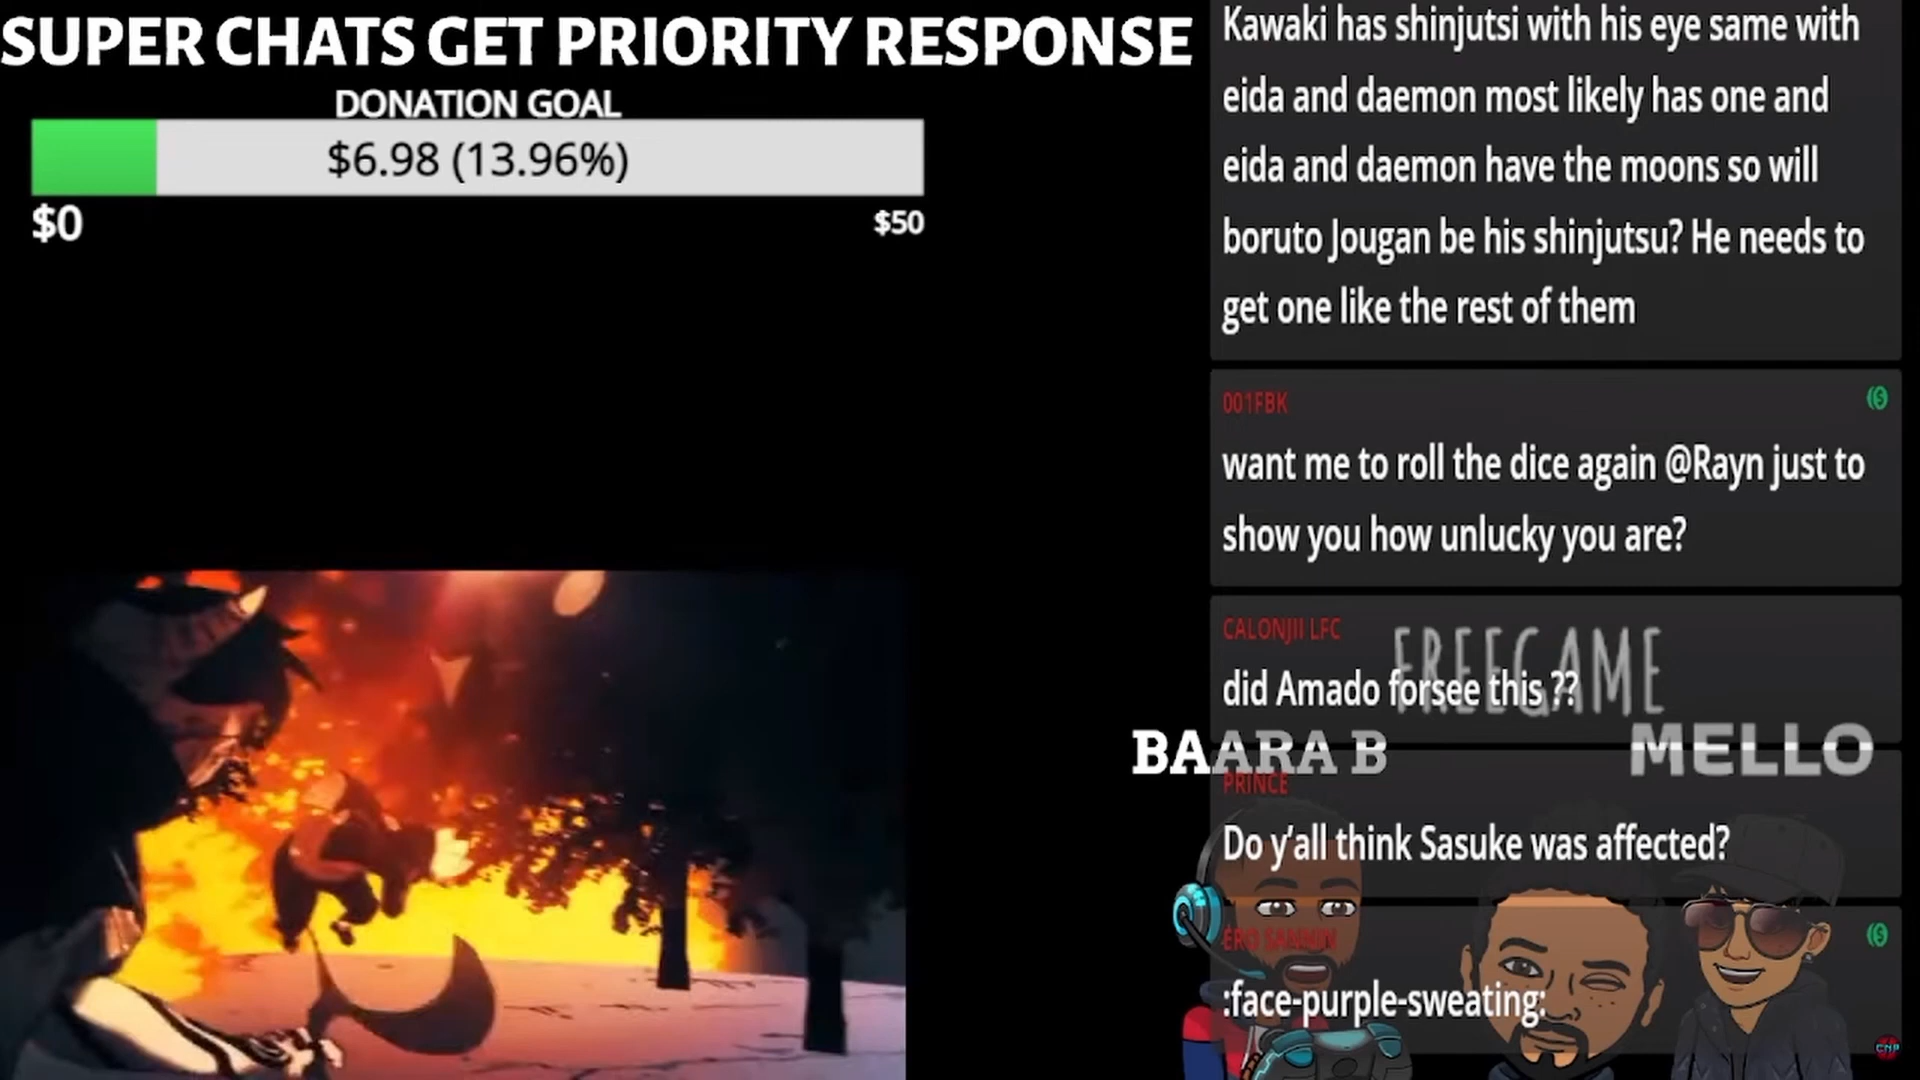 SUPER CHATS GET PRIORITY RESPONSE
DONATION GOAL
$6.98 (13.96%)
$0
$50
Kawaki has shinjutsi with his eye same with
eida and daemon most likely has one and
eida and daemon have the moons so will
boruto Jougan be his shinjutsu? He needs to
get one like the rest of them
001FBK
want me to roll the dice again @Rayn just to
show you how unlucky you are?
CALONJII LFC
FREEGAME
did Amado forsee this ??
BAARA B
MELLO
PRINCE
Do y'all think Sasuke was affected?
ERO SANNIN
:face-purple-sweating:
CNP